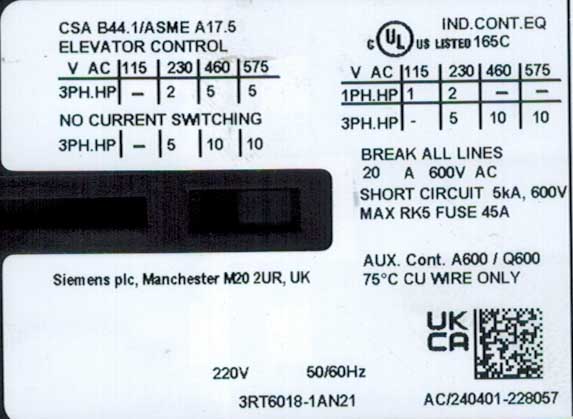 CSA B44.1/ASME A17.5
ELEVATOR CONTROL
V AC 115 230 460 575
3PH.HP – 2 5 5
NO CURRENT SWITCHING
3PH.HP – 5 10 10
Siemens plc, Manchester M20 2UR, UK
IND.CONT.EQ
C UL US LISTED 165C
V AC 115 230 460 575
1PH.HP 1 2 – –
3PH.HP - 5 10 10
BREAK ALL LINES
20 A 600V AC
SHORT CIRCUIT 5kA, 600V
MAX RK5 FUSE 45A
AUX. Cont. A600 / Q600
75°C CU WIRE ONLY
UK
CA
220V 50/60Hz
3RT6018-1AN21
AC/240401-228057